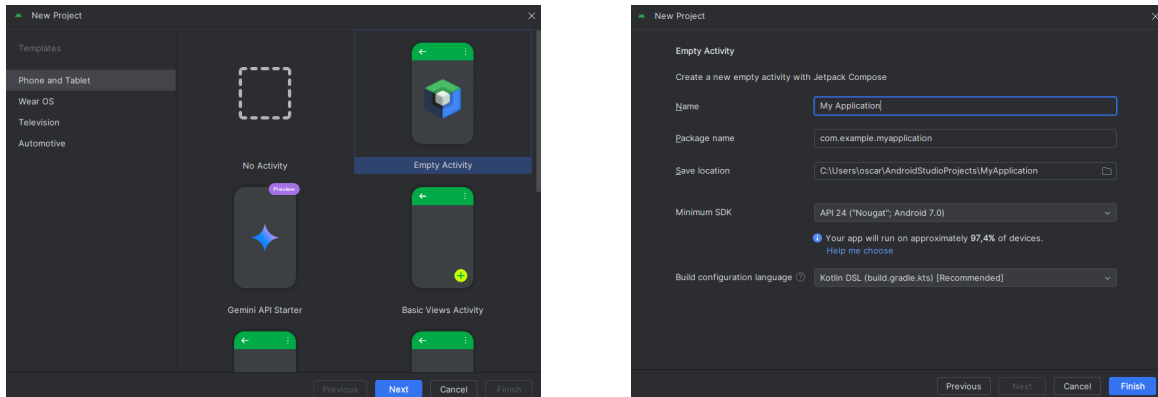 New Project
Templates
Phone and Tablet
Wear OS
Television
Automotive
No Activity
Empty Activity
Preview
Gemini API Starter
Basic Views Activity
Previous Next Cancel Finish
New Project
Empty Activity
Create a new empty activity with Jetpack Compose
Name My Application
Package name com.example.myapplication
Save location C:\Users\oscar\AndroidStudioProjects\MyApplication
Minimum SDK API 24 ("Nougat"; Android 7.0)
Your app will run on approximately 97,4% of devices.
Help me choose
Build configuration language Kotlin DSL (build.gradle.kts) [Recommended]
Previous Next Cancel Finish